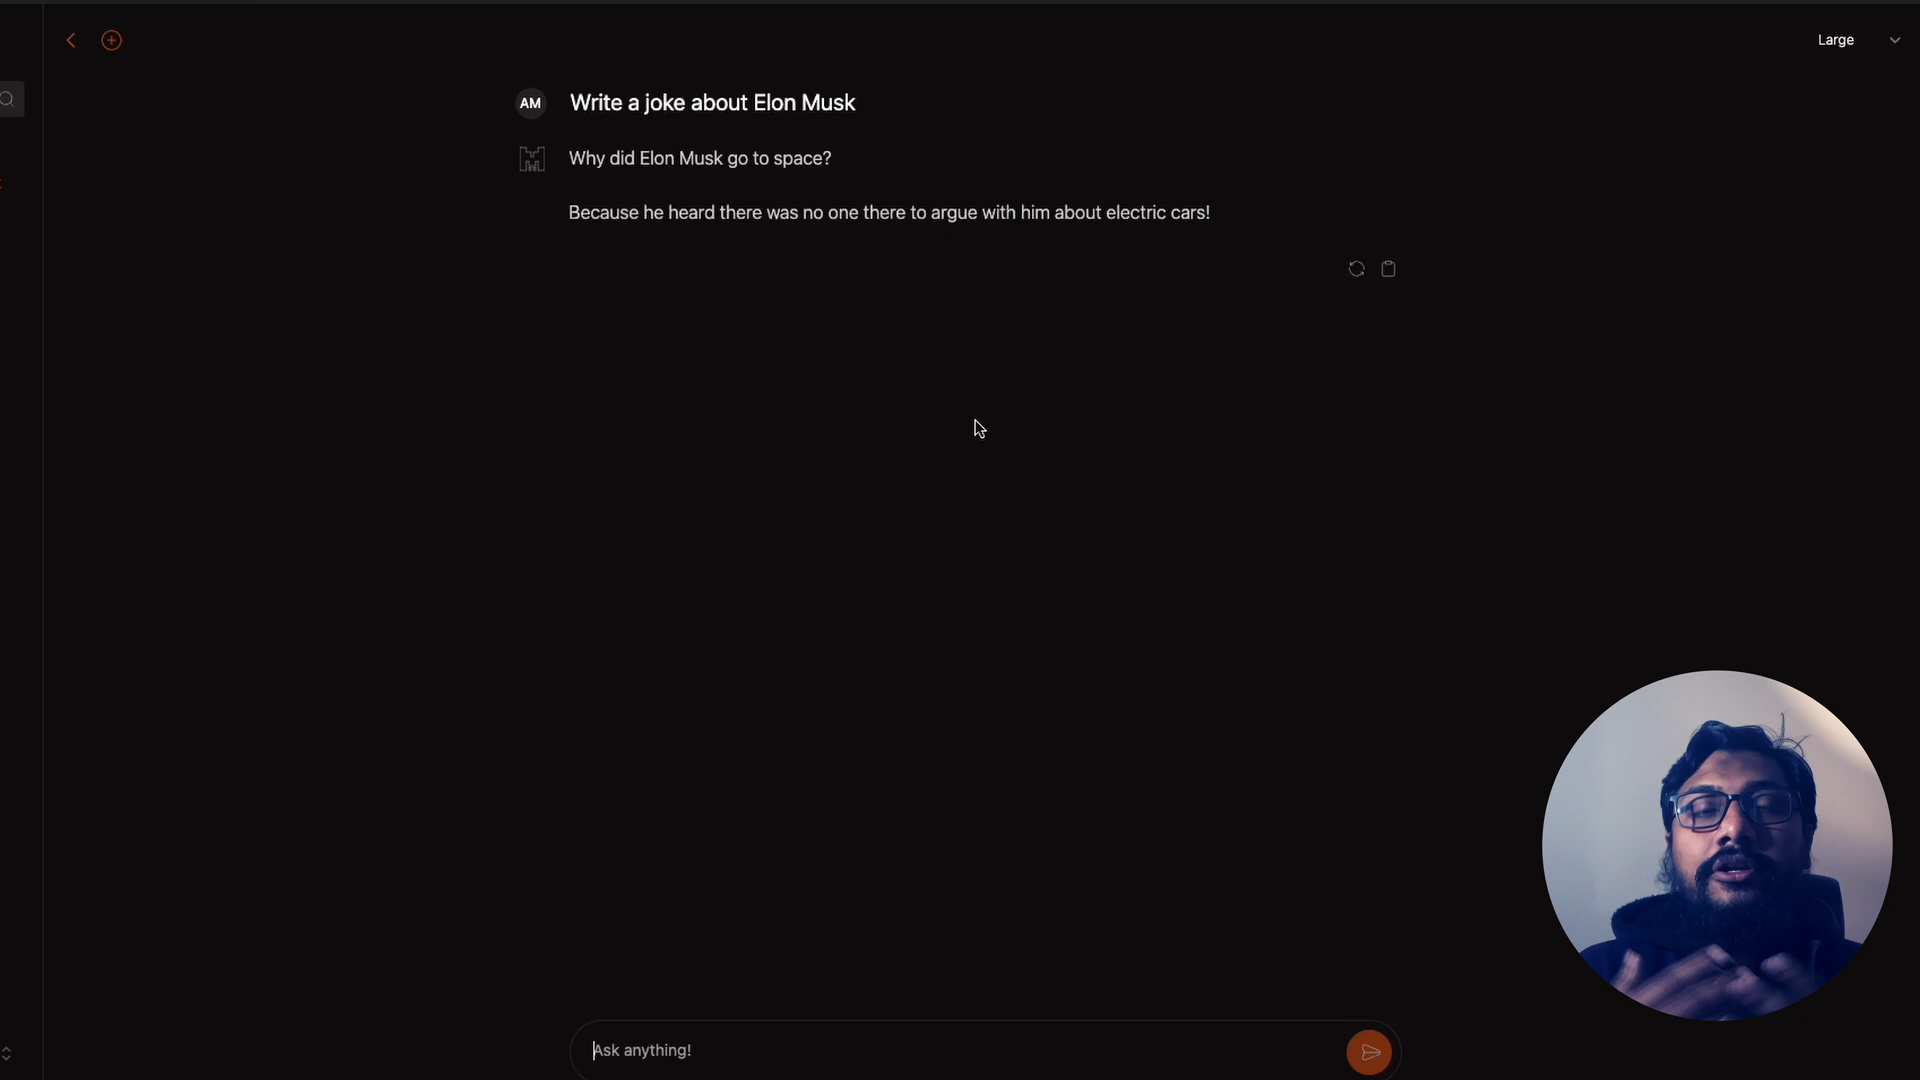 Large
AM
Write a joke about Elon Musk
Why did Elon Musk go to space?
Because he heard there was no one there to argue with him about electric cars!
Ask anything!